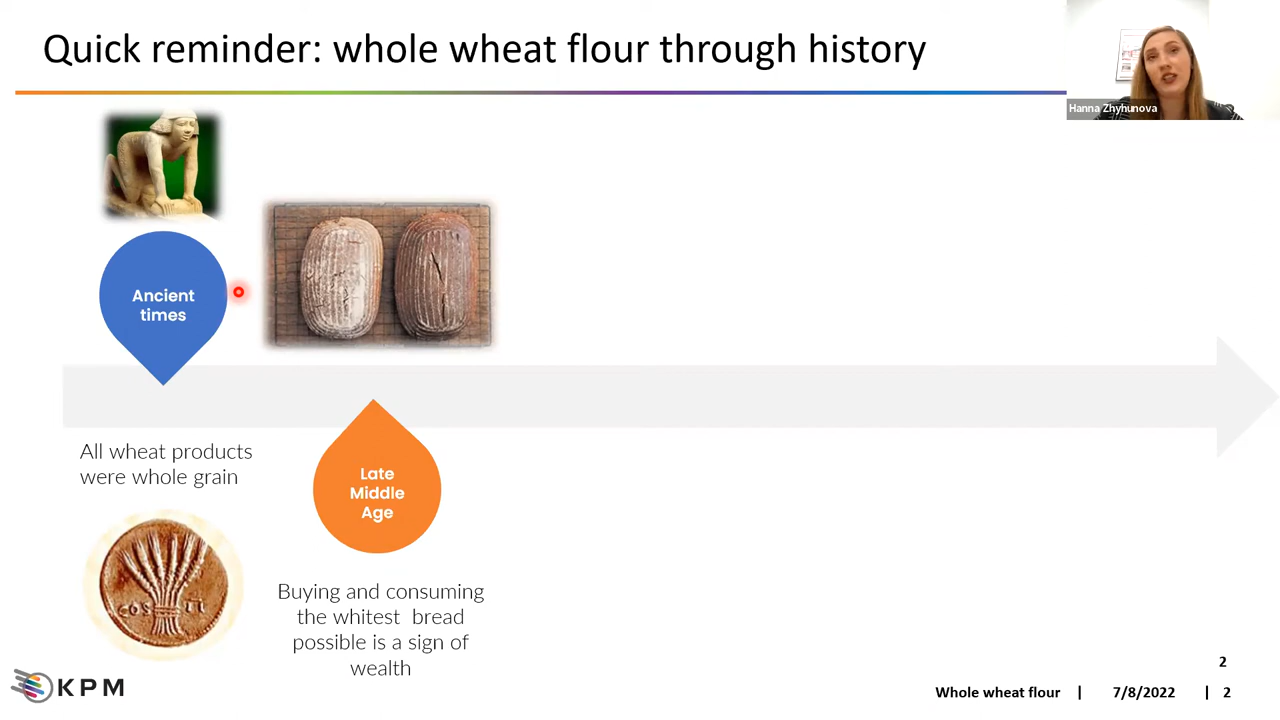 Quick reminder: whole wheat flour through history
Hanna Zhyhunova
Ancient
times
All wheat products
were whole grain
COS II
Late
Middle
Age
Buying and consuming
the whitest bread
possible is a sign of
wealth
KPM
2
Whole wheat flour | 7/8/2022 | 2